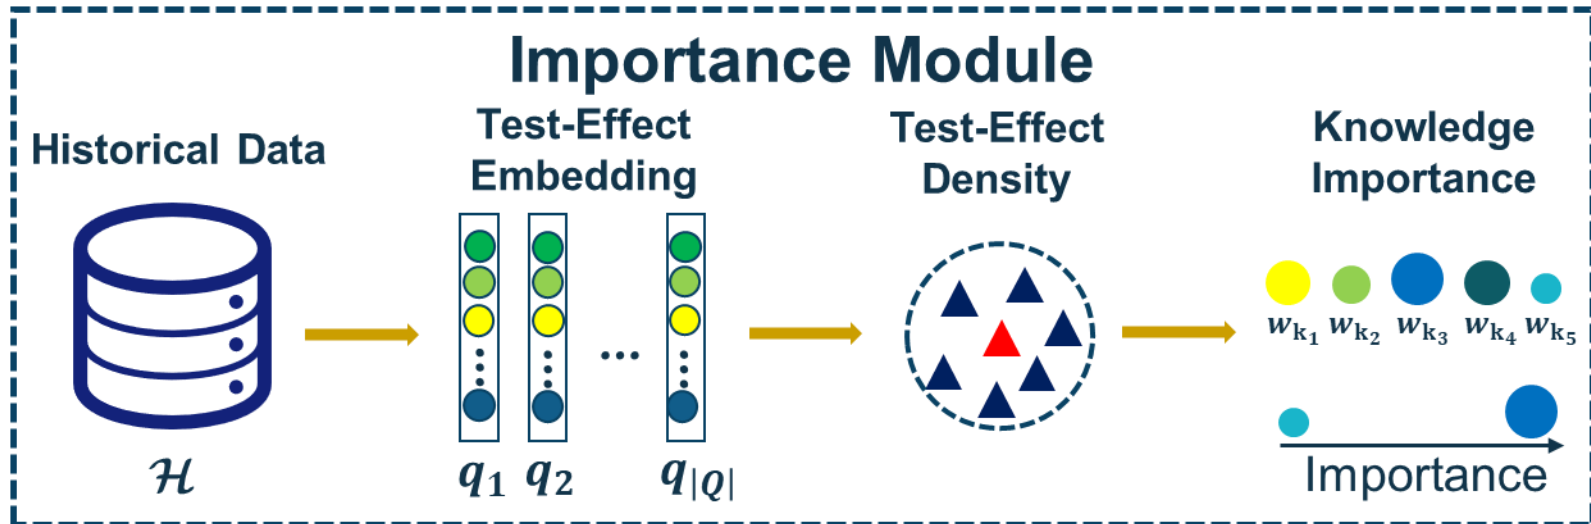 Importance Module
Historical Data
ℋ
Test-Effect
Embedding
...
q₁ q₂ q|Q|
Test-Effect
Density
Knowledge
Importance
wk₁ wk₂ wk₃ wk₄ wk₅
Importance